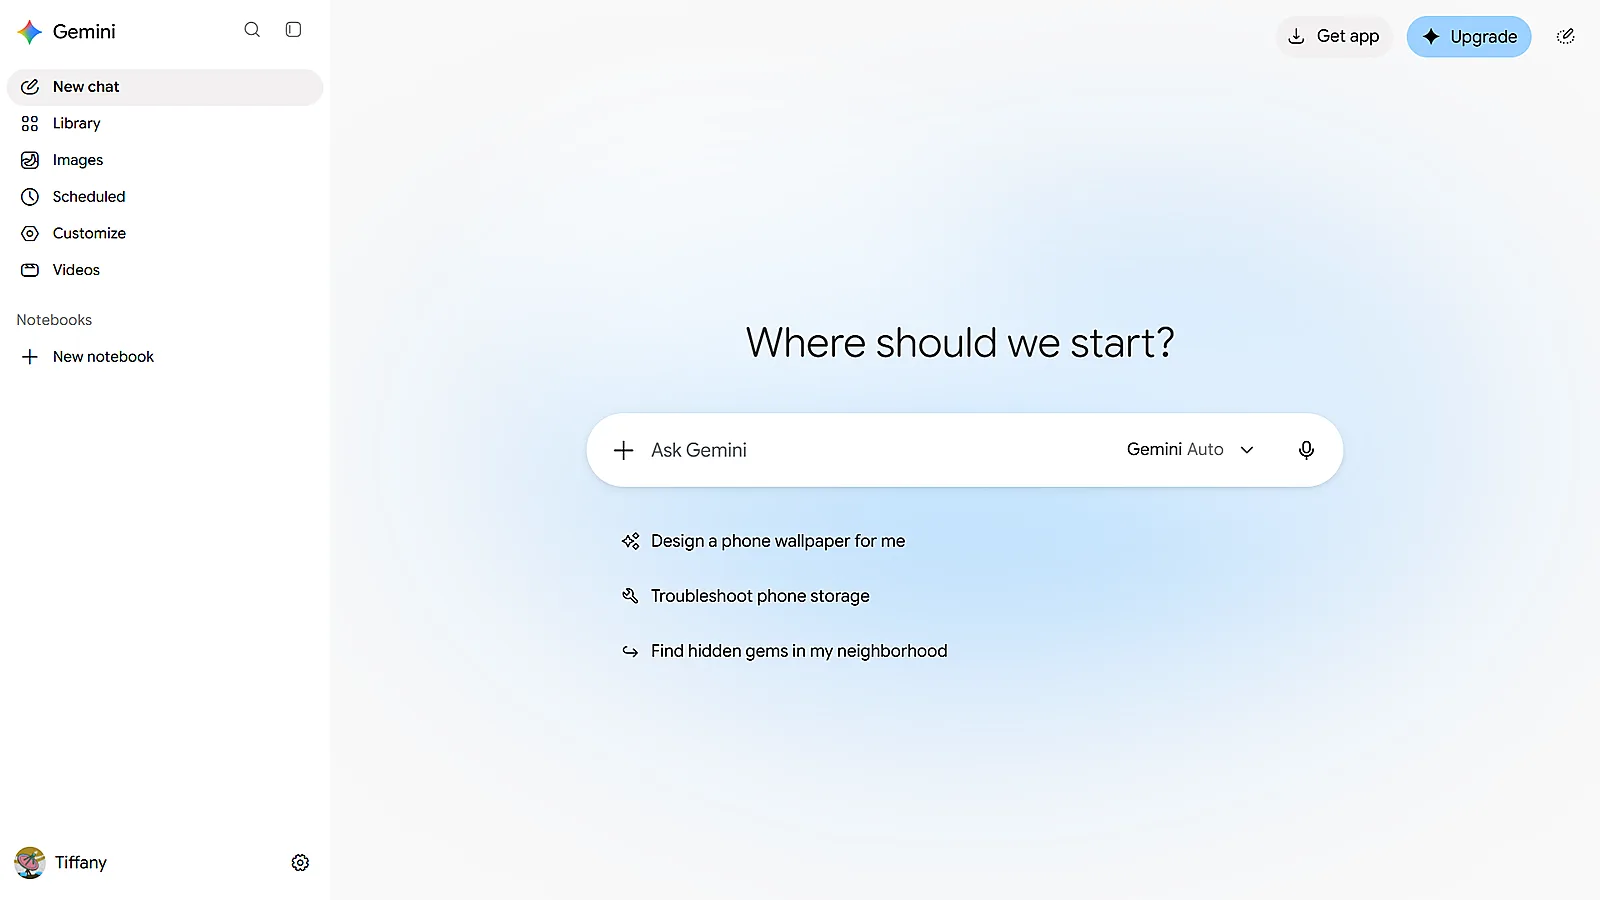 Gemini
New chat
Library
Images
Scheduled
Customize
Videos
Notebooks
New notebook
Tiffany
Get app
Upgrade
Where should we start?
Ask Gemini
Gemini Auto
Design a phone wallpaper for me
Troubleshoot phone storage
Find hidden gems in my neighborhood